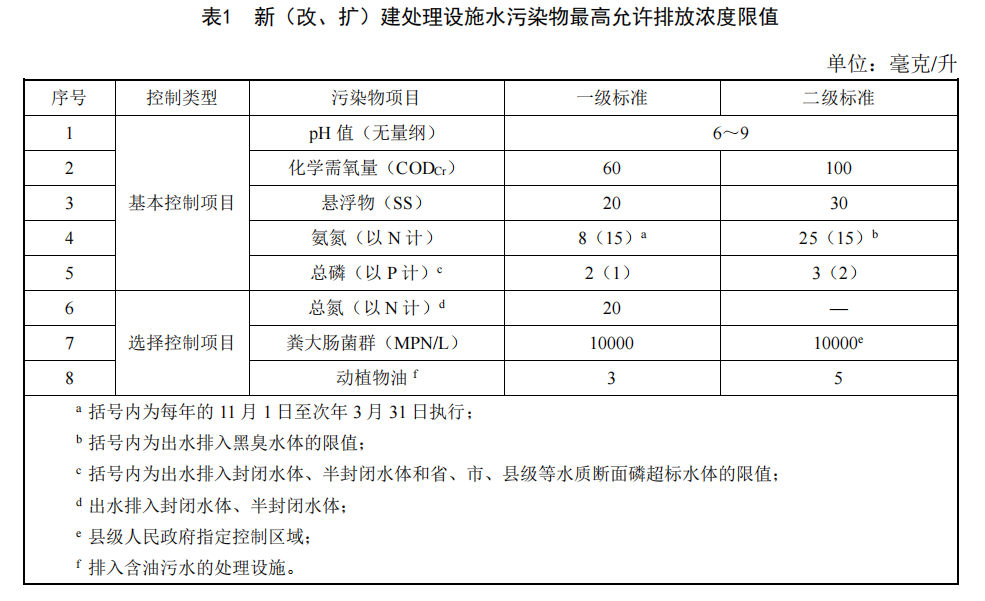 表1　新（改、扩）建处理设施水污染物最高允许排放浓度限值
单位：毫克/升
序号 控制类型 污染物项目 一级标准 二级标准
1 基本控制项目 pH 值（无量纲） 6～9
2 化学需氧量（CODCr） 60 100
3 悬浮物（SS） 20 30
4 氨氮（以 N 计） 8（15）a 25（15）b
5 总磷（以 P 计）c 2（1） 3（2）
6 选择控制项目 总氮（以 N 计）d 20 —
7 粪大肠菌群（MPN/L） 10000 10000e
8 动植物油 f 3 5
a 括号内为每年的 11 月 1 日至次年 3 月 31 日执行；
b 括号内为出水排入黑臭水体的限值；
c 括号内为出水排入封闭水体、半封闭水体和省、市、县级等水质断面磷超标水体的限值；
d 出水排入封闭水体、半封闭水体；
e 县级人民政府指定控制区域；
f 排入含油污水的处理设施。